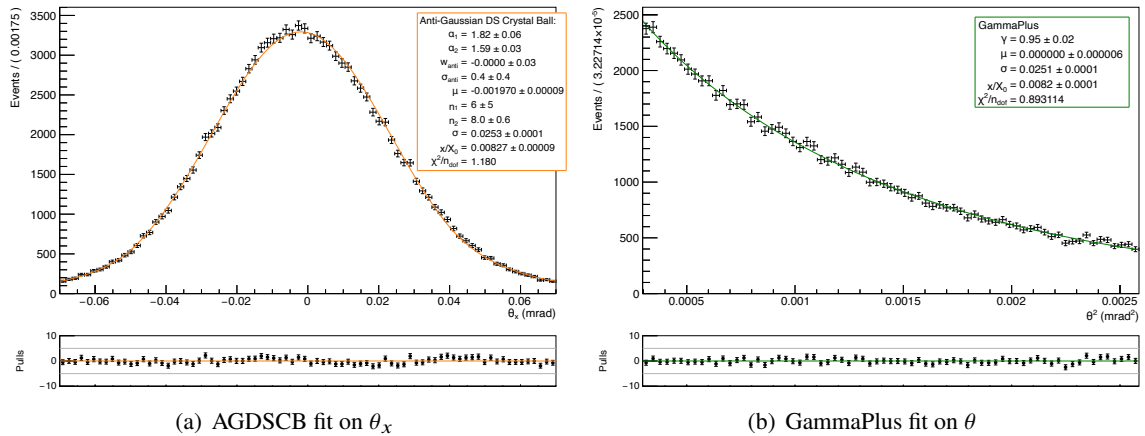 Events / ( 0.00175)
3500
3000
2500
2000
1500
1000
500
0
Anti-Gaussian DS Crystal Ball:
α₁ = 1.82 ± 0.06
α₂ = 1.59 ± 0.03
w_anti = -0.0000 ± 0.03
σ_anti = 0.4 ± 0.4
μ = -0.001970 ± 0.00009
n₁ = 6 ± 5
n₂ = 8.0 ± 0.6
σ = 0.0253 ± 0.0001
x/X₀ = 0.00827 ± 0.00009
χ²/n_dof = 1.180
−0.06 −0.04 −0.02 0 0.02 0.04 0.06
θ_x (mrad)
Pulls
10
0
−10
(a) AGDSCB fit on θ_x
Events / ( 3.22714×10⁻⁵)
2500
2000
1500
1000
500
0
GammaPlus
γ = 0.95 ± 0.02
μ = 0.000000 ± 0.000006
σ = 0.0251 ± 0.0001
x/X₀ = 0.0082 ± 0.0001
χ²/n_dof = 0.893114
0.0005 0.001 0.0015 0.002 0.0025
θ² (mrad²)
Pulls
10
0
−10
(b) GammaPlus fit on θ